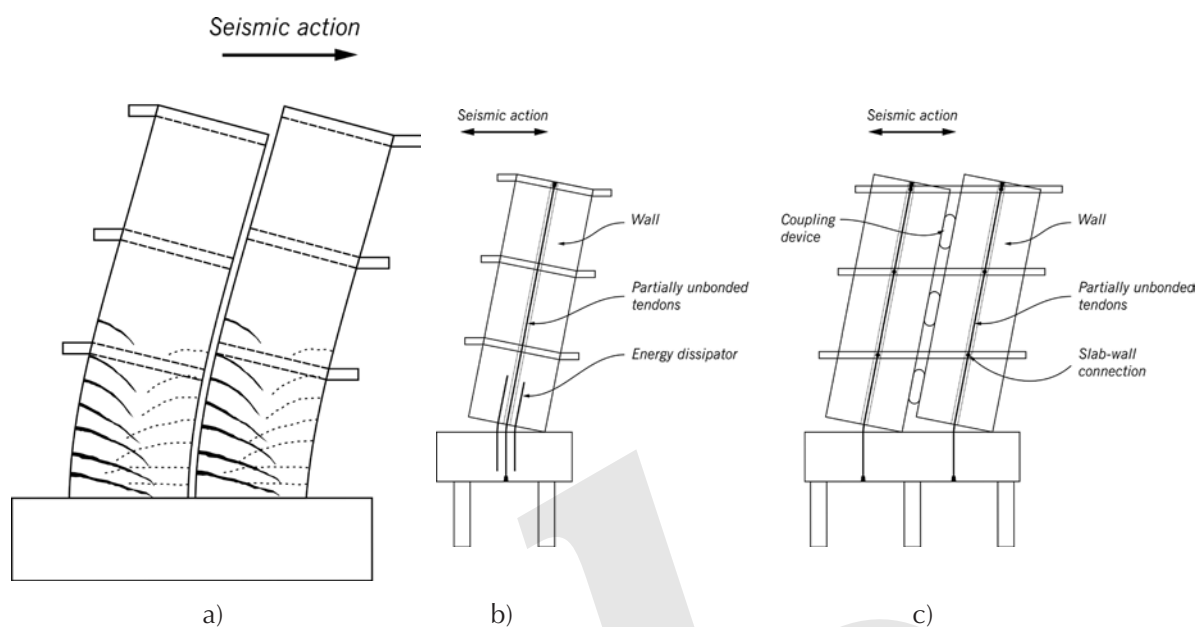 Seismic action
a)
Seismic action
Wall
Partially unbonded
tendons
Energy dissipator
b)
Seismic action
Coupling
device
Wall
Partially unbonded
tendons
Slab-wall
connection
c)